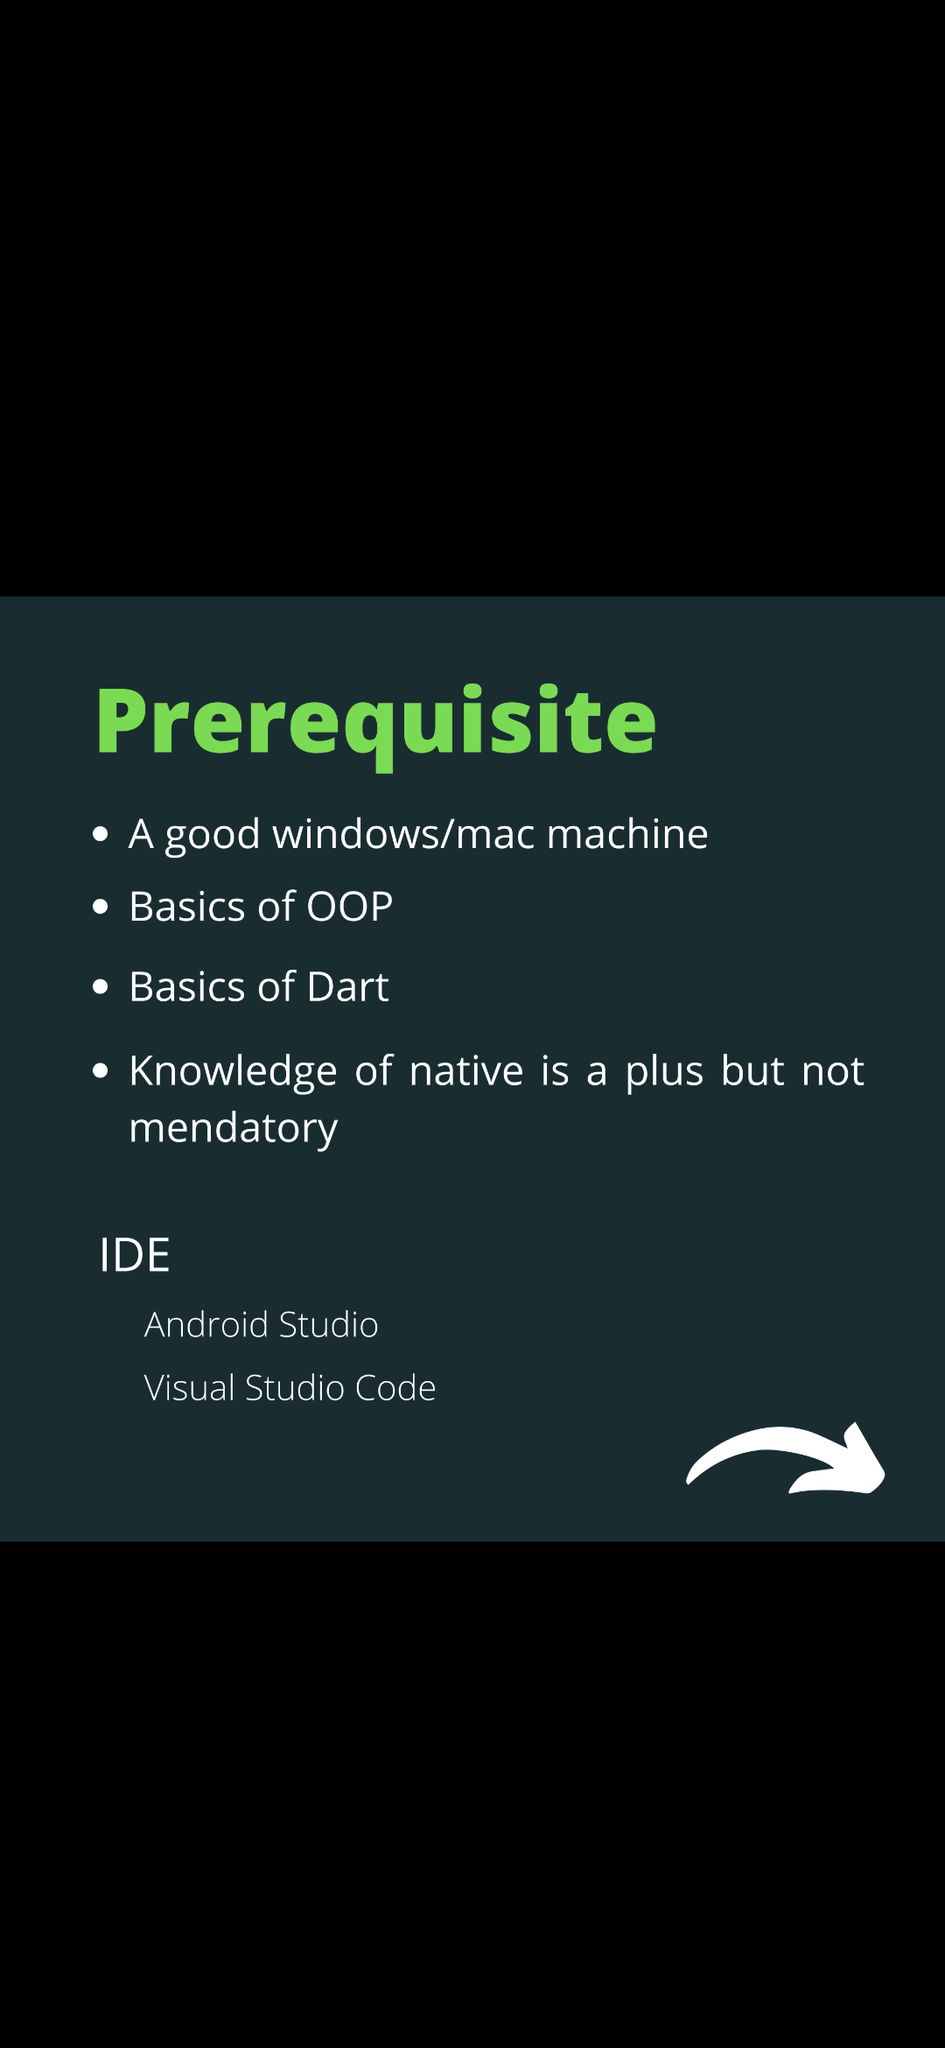 Prerequisite
• A good windows/mac machine
• Basics of OOP
• Basics of Dart
• Knowledge of native is a plus but not
mendatory
IDE
Android Studio
Visual Studio Code